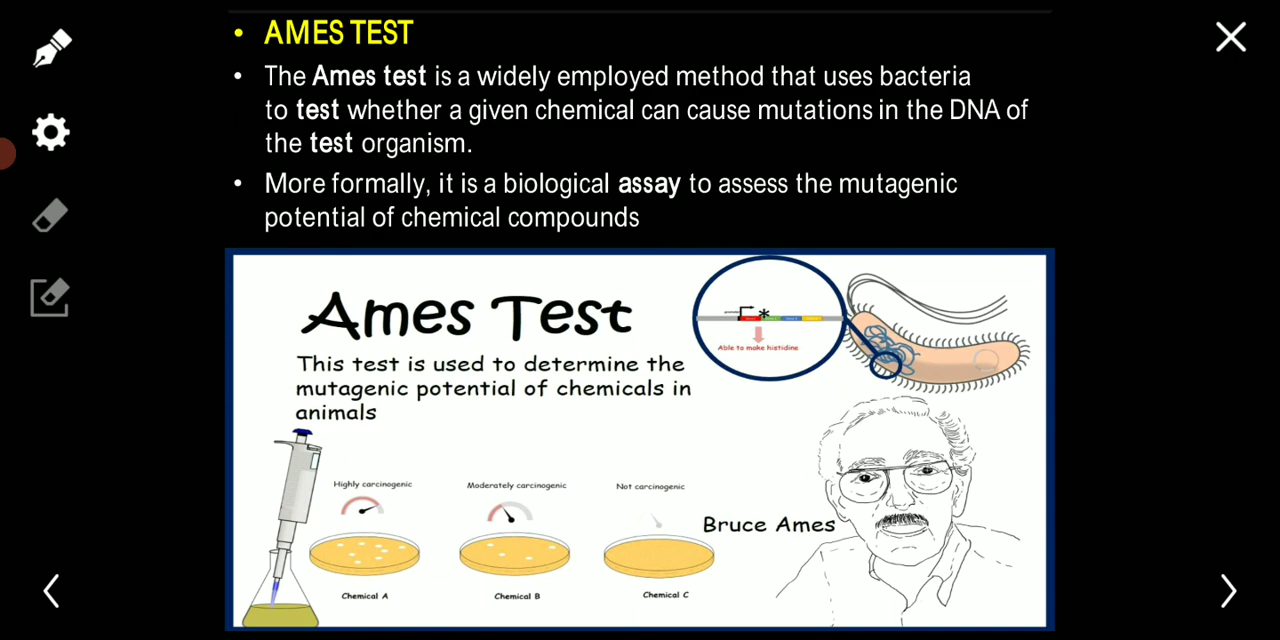 • AMES TEST
• The Ames test is a widely employed method that uses bacteria
to test whether a given chemical can cause mutations in the DNA of
the test organism.
• More formally, it is a biological assay to assess the mutagenic
potential of chemical compounds
Ames Test
This test is used to determine the
mutagenic potential of chemicals in
animals
Able to make histidine
Highly carcinogenic
Moderately carcinogenic
Not carcinogenic
Bruce Ames
Chemical A
Chemical B
Chemical C